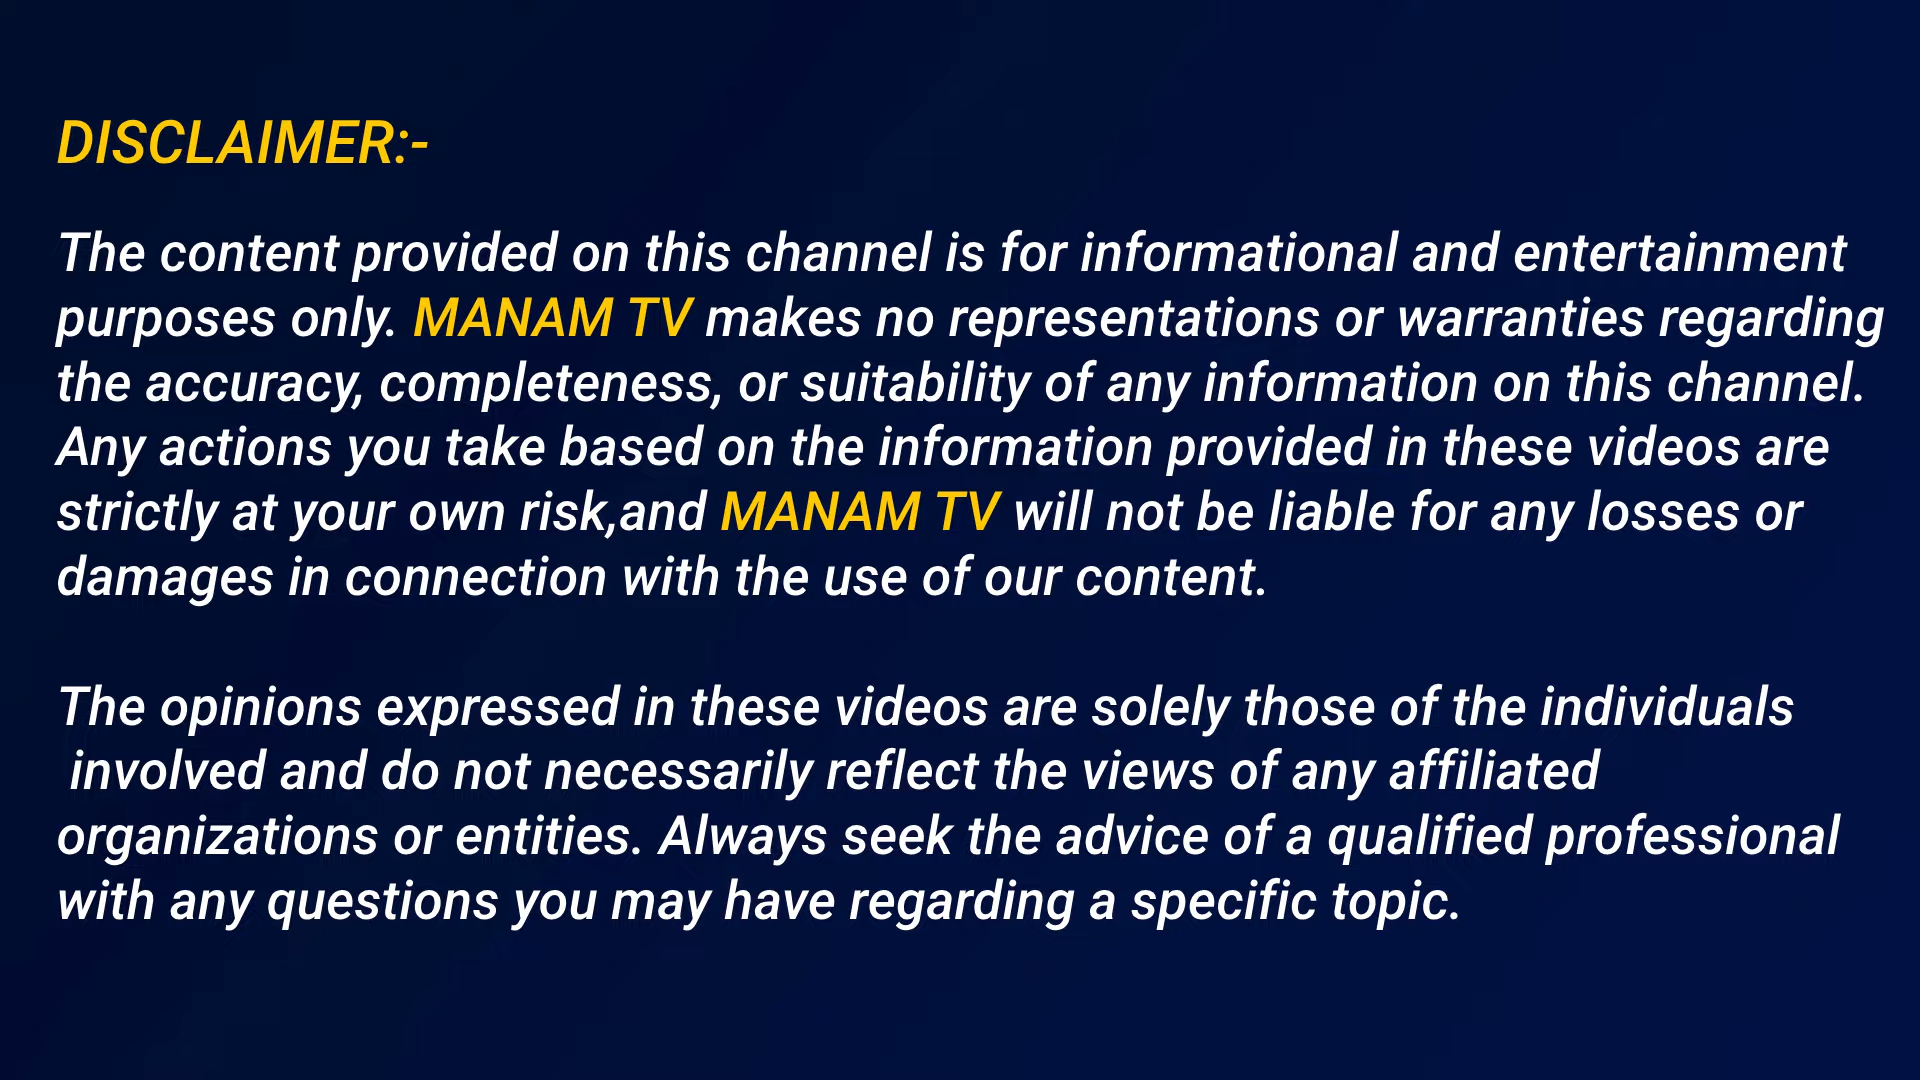 DISCLAIMER:-
The content provided on this channel is for informational and entertainment
purposes only. MANAM TV makes no representations or warranties regarding
the accuracy, completeness, or suitability of any information on this channel.
Any actions you take based on the information provided in these videos are
strictly at your own risk,and MANAM TV will not be liable for any losses or
damages in connection with the use of our content.
The opinions expressed in these videos are solely those of the individuals
involved and do not necessarily reflect the views of any affiliated
organizations or entities. Always seek the advice of a qualified professional
with any questions you may have regarding a specific topic.